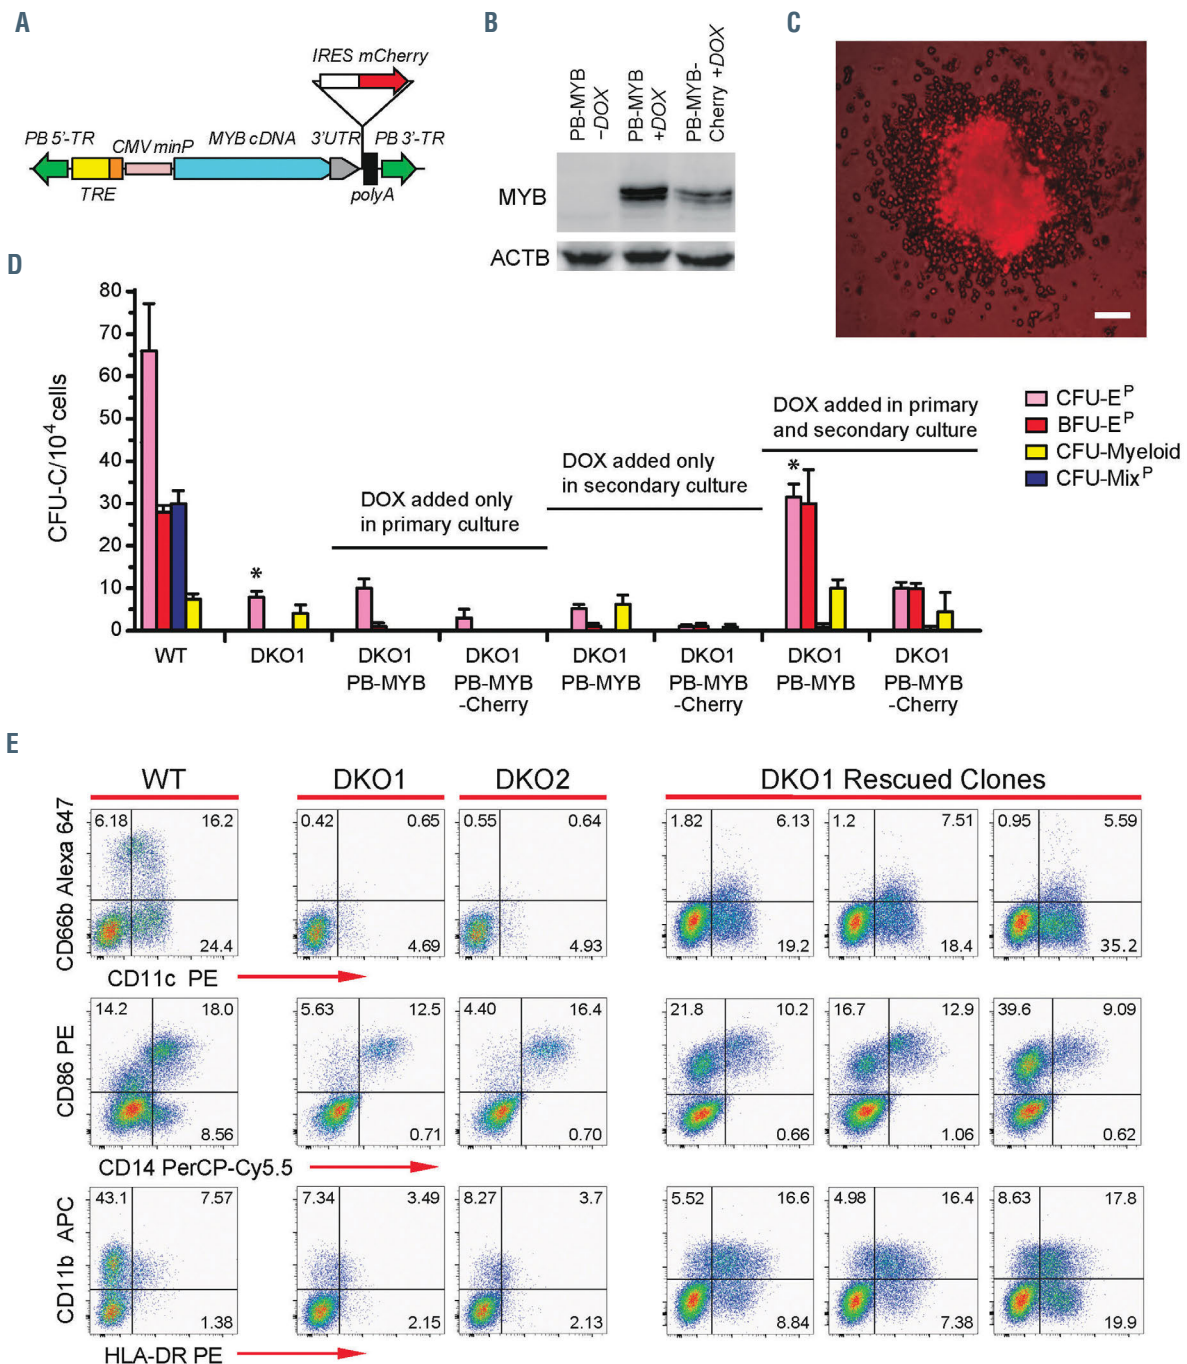 A
IRES mCherry
PB 5'-TR
CMV minP
MYB cDNA
3'UTR
PB 3'-TR
TRE
polyA
B
PB-MYB
-DOX
PB-MYB
+DOX
PB-MYB-
Cherry +DOX
MYB
ACTB
C
D
CFU-C/10⁴ cells
80
70
60
50
40
30
20
10
0
*
*
DOX added only
in primary culture
DOX added only
in secondary culture
DOX added in primary
and secondary culture
CFU-Eᴾ
BFU-Eᴾ
CFU-Myeloid
CFU-Mixᴾ
WT
DKO1
DKO1
PB-MYB
DKO1
PB-MYB
-Cherry
DKO1
PB-MYB
DKO1
PB-MYB
-Cherry
DKO1
PB-MYB
DKO1
PB-MYB
-Cherry
E
WT
DKO1
DKO2
DKO1 Rescued Clones
CD66b Alexa 647
6.18 16.2
24.4
0.42 0.65
4.69
0.55 0.64
4.93
1.82 6.13
19.2
1.2 7.51
18.4
0.95 5.59
35.2
CD11c PE
CD86 PE
14.2 18.0
8.56
5.63 12.5
0.71
4.40 16.4
0.70
21.8 10.2
0.66
16.7 12.9
1.06
39.6 9.09
0.62
CD14 PerCP-Cy5.5
CD11b APC
43.1 7.57
1.38
7.34 3.49
2.15
8.27 3.7
2.13
5.52 16.6
8.84
4.98 16.4
7.38
8.63 17.8
19.9
HLA-DR PE